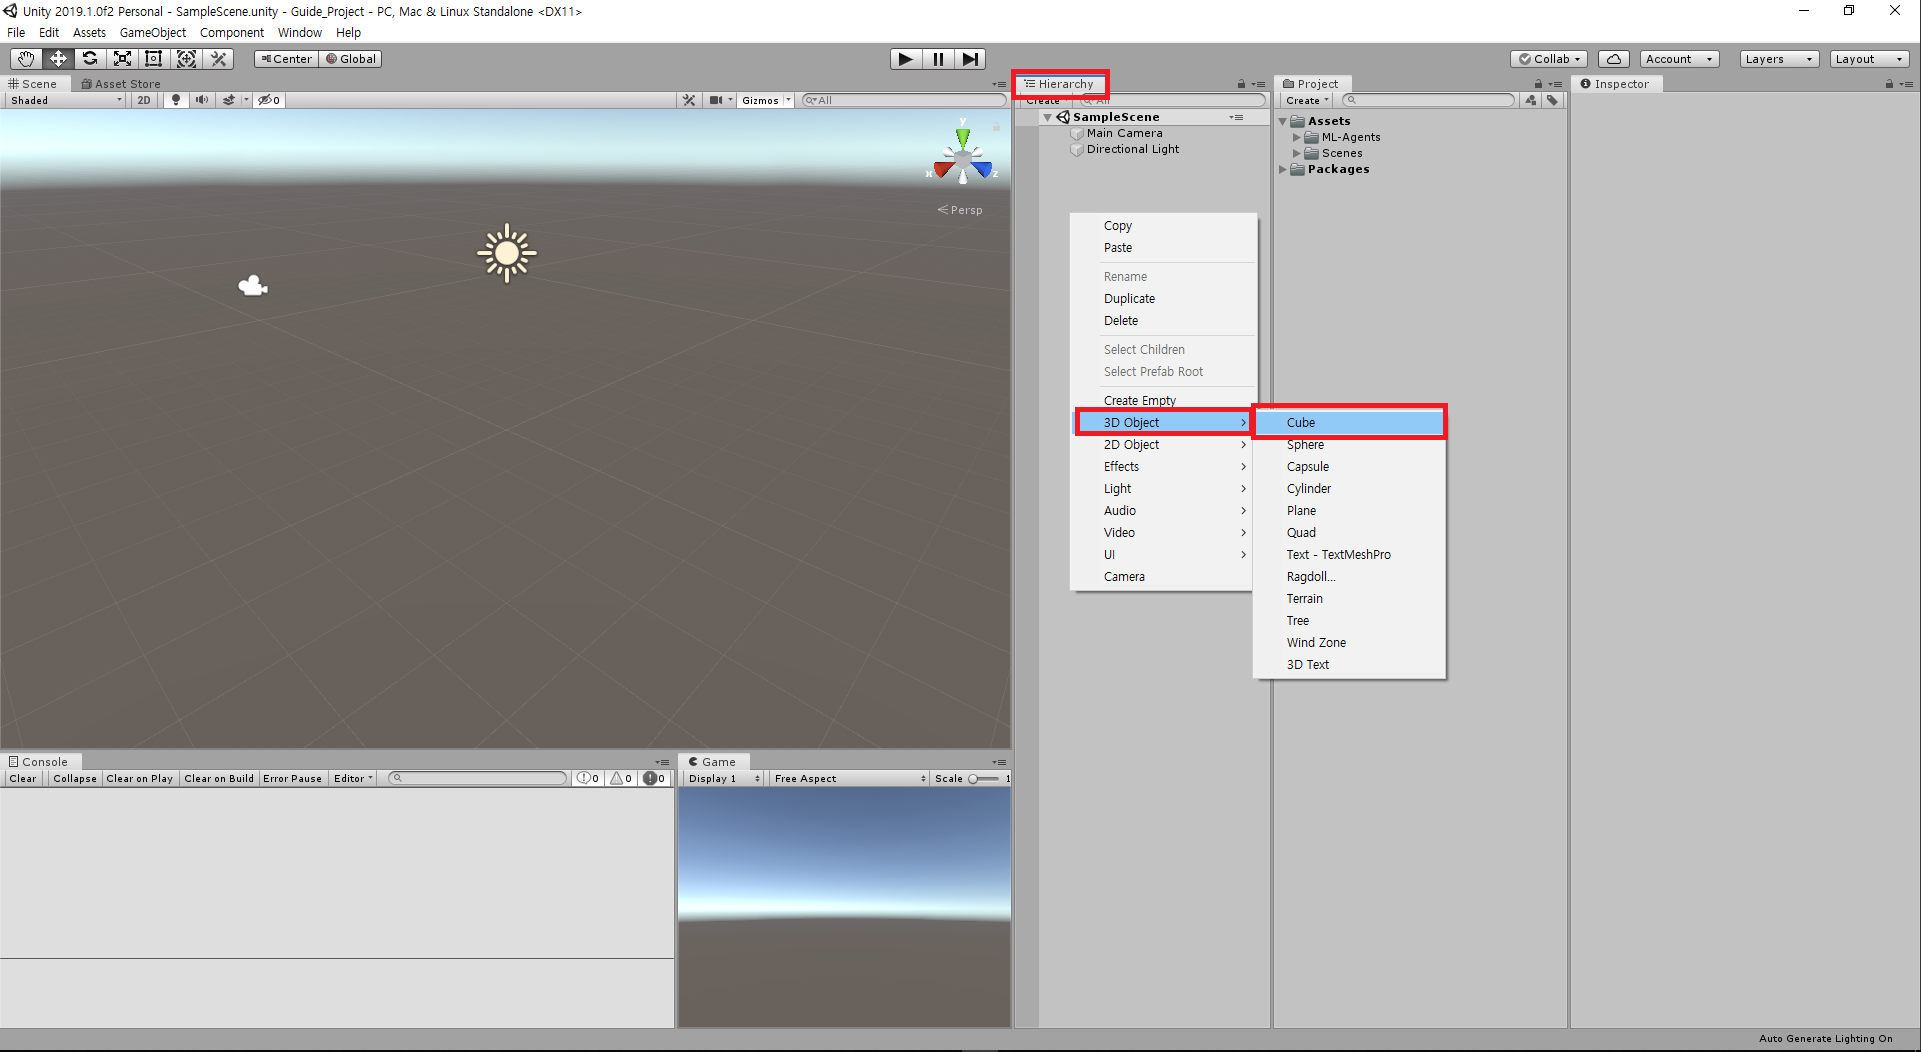 Unity 2019.1.0f2 Personal - SampleScene.unity - Guide_Project - PC, Mac & Linux Standalone <DX11>
File Edit Assets GameObject Component Window Help
Center Global Collab Account Layers Layout
Scene Asset Store
Shaded 2D 0 Gizmos All
y
x z
Persp
Hierarchy
Create All
SampleScene
Main Camera
Directional Light
Project
Create
Assets
ML-Agents
Scenes
Packages
Inspector
Copy
Paste
Rename
Duplicate
Delete
Select Children
Select Prefab Root
Create Empty
3D Object
2D Object
Effects
Light
Audio
Video
UI
Camera
Cube
Sphere
Capsule
Cylinder
Plane
Quad
Text - TextMeshPro
Ragdoll...
Terrain
Tree
Wind Zone
3D Text
Console
Clear Collapse Clear on Play Clear on Build Error Pause Editor 0 0 0
Game
Display 1 Free Aspect Scale 1
Auto Generate Lighting On